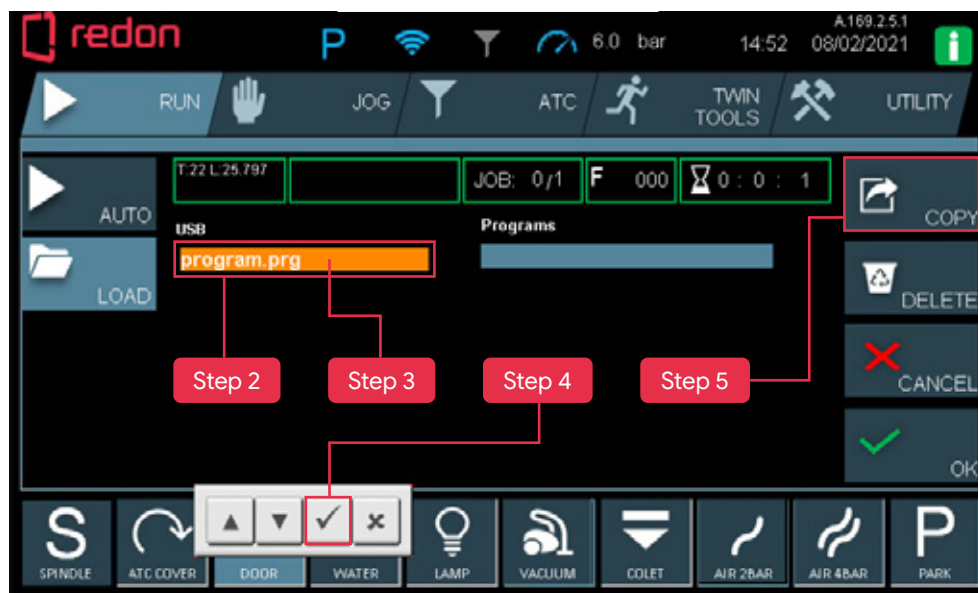 redon
P
6.0 bar
14:52
A.169.2.5.1
08/02/2021
i
RUN
JOG
ATC
TWIN
TOOLS
UTILITY
AUTO
T:22 L:25.797
JOB: 0/1
F 000
0 : 0 : 1
COPY
USB
Programs
program.prg
LOAD
DELETE
Step 2
Step 3
Step 4
Step 5
CANCEL
OK
S
SPINDLE
ATC COVER
DOOR
WATER
LAMP
VACUUM
COLET
AIR 2BAR
AIR 4BAR
P
PARK